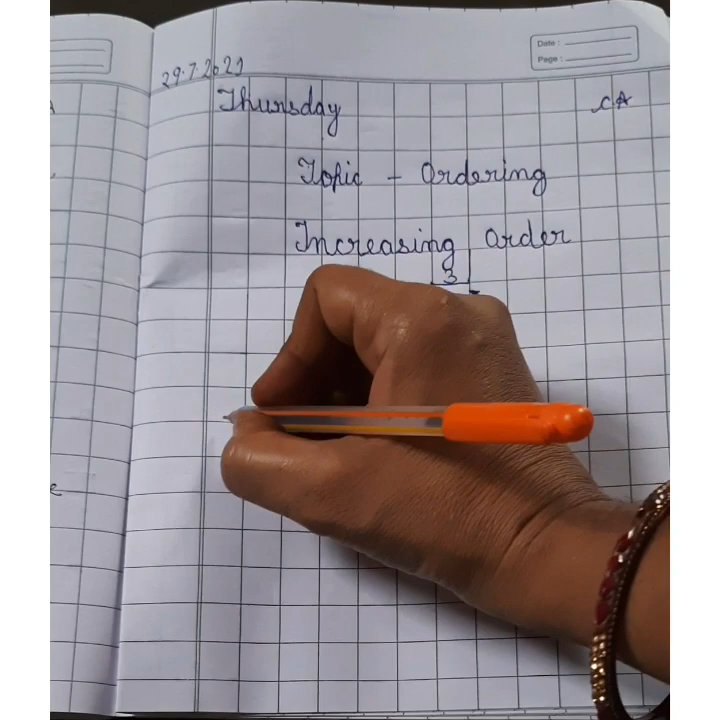 Date :
Page :
29.7.2021
Thursday
CA
Topic - Ordering
Increasing order
3
e